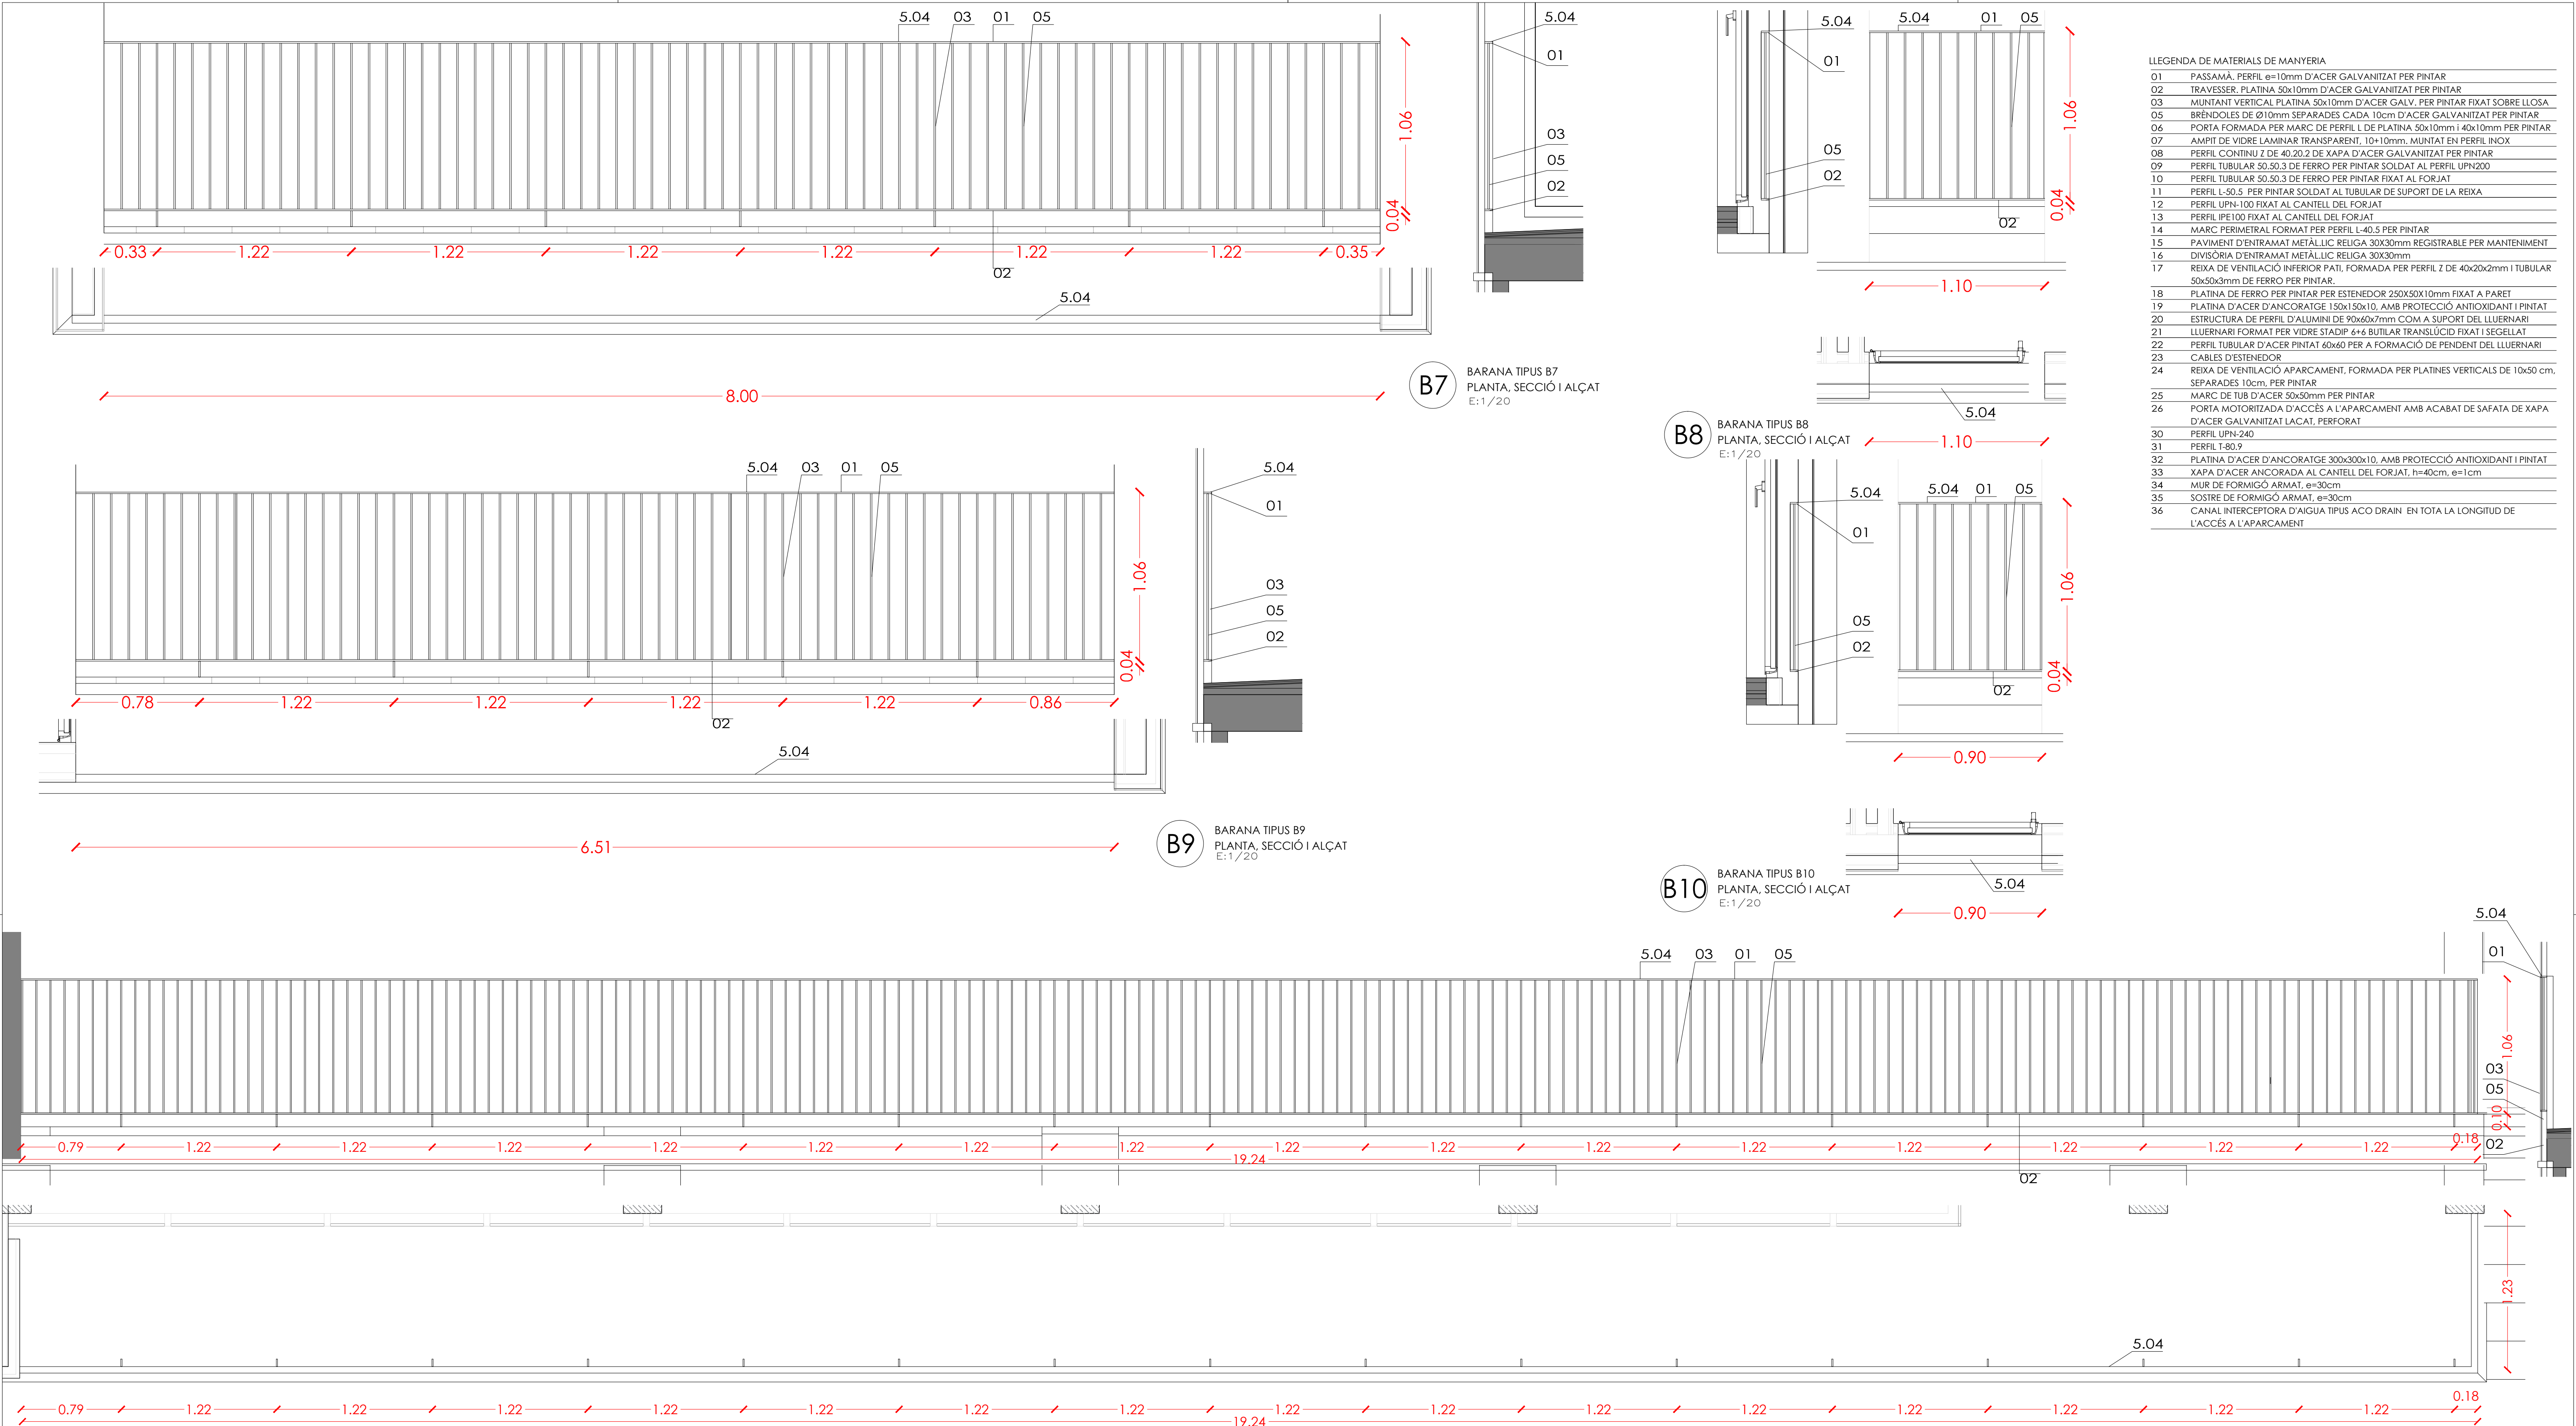 5.04 03 01 05
1.06
0.04
0.33 1.22 1.22 1.22 1.22 1.22 1.22 0.35
02
5.04
8.00
5.04
01
03
05
02
B7
BARANA TIPUS B7
PLANTA, SECCIÓ I ALÇAT
E:1/20
5.04
01
05
02
5.04 01 05
1.06
0.04
02
1.10
5.04
1.10
B8
BARANA TIPUS B8
PLANTA, SECCIÓ I ALÇAT
E:1/20
LLEGENDA DE MATERIALS DE MANYERIA
01 PASSAMÀ. PERFIL e=10mm D'ACER GALVANITZAT PER PINTAR
02 TRAVESSER. PLATINA 50x10mm D'ACER GALVANITZAT PER PINTAR
03 MUNTANT VERTICAL PLATINA 50x10mm D'ACER GALV. PER PINTAR FIXAT SOBRE LLOSA
05 BRÈNDOLES DE Ø10mm SEPARADES CADA 10cm D'ACER GALVANITZAT PER PINTAR
06 PORTA FORMADA PER MARC DE PERFIL L DE PLATINA 50x10mm i 40x10mm PER PINTAR
07 AMPIT DE VIDRE LAMINAR TRANSPARENT, 10+10mm. MUNTAT EN PERFIL INOX
08 PERFIL CONTINU Z DE 40.20.2 DE XAPA D'ACER GALVANITZAT PER PINTAR
09 PERFIL TUBULAR 50.50.3 DE FERRO PER PINTAR SOLDAT AL PERFIL UPN200
10 PERFIL TUBULAR 50.50.3 DE FERRO PER PINTAR FIXAT AL FORJAT
11 PERFIL L-50.5 PER PINTAR SOLDAT AL TUBULAR DE SUPORT DE LA REIXA
12 PERFIL UPN-100 FIXAT AL CANTELL DEL FORJAT
13 PERFIL IPE100 FIXAT AL CANTELL DEL FORJAT
14 MARC PERIMETRAL FORMAT PER PERFIL L-40.5 PER PINTAR
15 PAVIMENT D'ENTRAMAT METÀL.LIC RELIGA 30X30mm REGISTRABLE PER MANTENIMENT
16 DIVISÒRIA D'ENTRAMAT METÀL.LIC RELIGA 30X30mm
17 REIXA DE VENTILACIÓ INFERIOR PATI, FORMADA PER PERFIL Z DE 40x20x2mm I TUBULAR
50x50x3mm DE FERRO PER PINTAR.
18 PLATINA DE FERRO PER PINTAR PER ESTENEDOR 250X50X10mm FIXAT A PARET
19 PLATINA D'ACER D'ANCORATGE 150x150x10, AMB PROTECCIÓ ANTIOXIDANT I PINTAT
20 ESTRUCTURA DE PERFIL D'ALUMINI DE 90x60x7mm COM A SUPORT DEL LLUERNARI
21 LLUERNARI FORMAT PER VIDRE STADIP 6+6 BUTILAR TRANSLÚCID FIXAT I SEGELLAT
22 PERFIL TUBULAR D'ACER PINTAT 60x60 PER A FORMACIÓ DE PENDENT DEL LLUERNARI
23 CABLES D'ESTENEDOR
24 REIXA DE VENTILACIÓ APARCAMENT, FORMADA PER PLATINES VERTICALS DE 10x50 cm,
SEPARADES 10cm, PER PINTAR
25 MARC DE TUB D'ACER 50x50mm PER PINTAR
26 PORTA MOTORITZADA D'ACCÈS A L'APARCAMENT AMB ACABAT DE SAFATA DE XAPA
D'ACER GALVANITZAT LACAT, PERFORAT
30 PERFIL UPN-240
31 PERFIL T-80.9
32 PLATINA D'ACER D'ANCORATGE 300x300x10, AMB PROTECCIÓ ANTIOXIDANT I PINTAT
33 XAPA D'ACER ANCORADA AL CANTELL DEL FORJAT, h=40cm, e=1cm
34 MUR DE FORMIGÓ ARMAT, e=30cm
35 SOSTRE DE FORMIGÓ ARMAT, e=30cm
36 CANAL INTERCEPTORA D'AIGUA TIPUS ACO DRAIN EN TOTA LA LONGITUD DE
L'ACCÉS A L'APARCAMENT
5.04 03 01 05
1.06
0.04
0.78 1.22 1.22 1.22 1.22 0.86
02
5.04
6.51
5.04
01
03
05
02
B9
BARANA TIPUS B9
PLANTA, SECCIÓ I ALÇAT
E:1/20
5.04
01
05
02
5.04 01 05
1.06
0.04
02
0.90
5.04
0.90
B10
BARANA TIPUS B10
PLANTA, SECCIÓ I ALÇAT
E:1/20
5.04 03 01 05
5.04
01
1.06
03
05
0.10
02
0.79 1.22 1.22 1.22 1.22 1.22 1.22 1.22 1.22 1.22 1.22 1.22 1.22 1.22 1.22 1.22 0.18
19.24
02
1.23
5.04
0.79 1.22 1.22 1.22 1.22 1.22 1.22 1.22 1.22 1.22 1.22 1.22 1.22 1.22 1.22 1.22 0.18
19.24